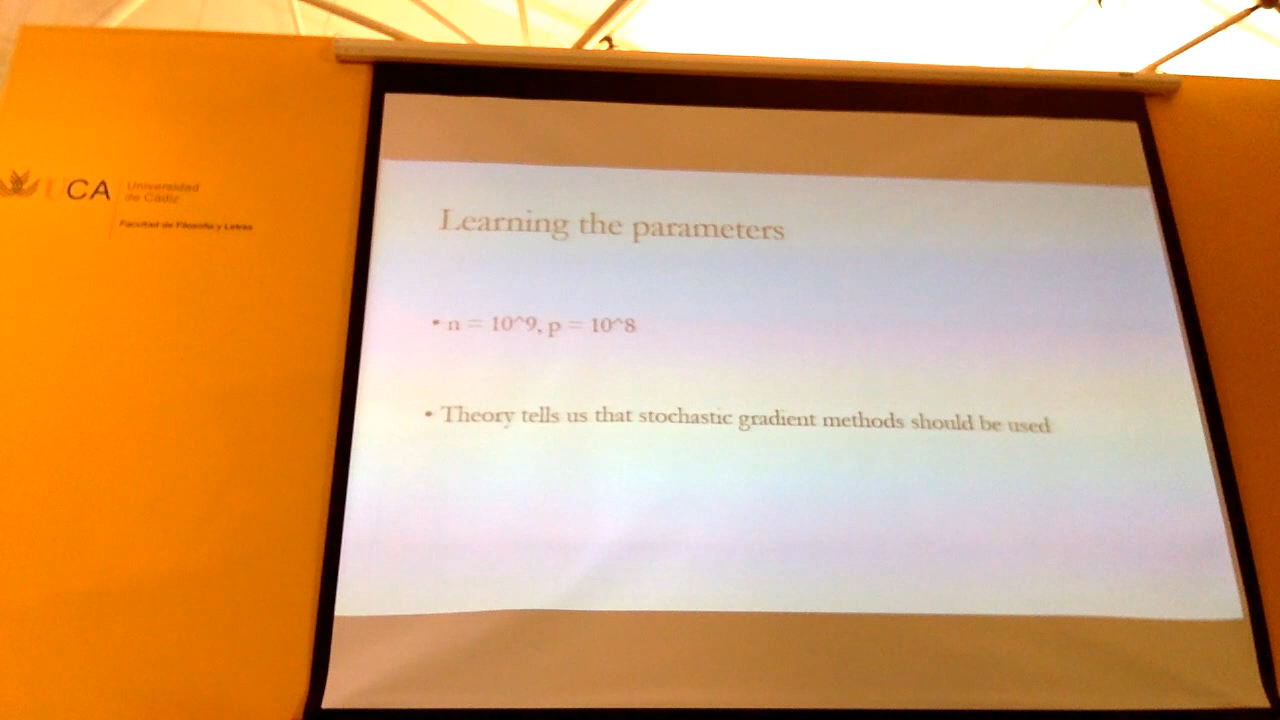 UCA
Universidad
de Cádiz
Facultad de Filosofía y Letras
Learning the parameters
• n = 10^9, p = 10^8
• Theory tells us that stochastic gradient methods should be used